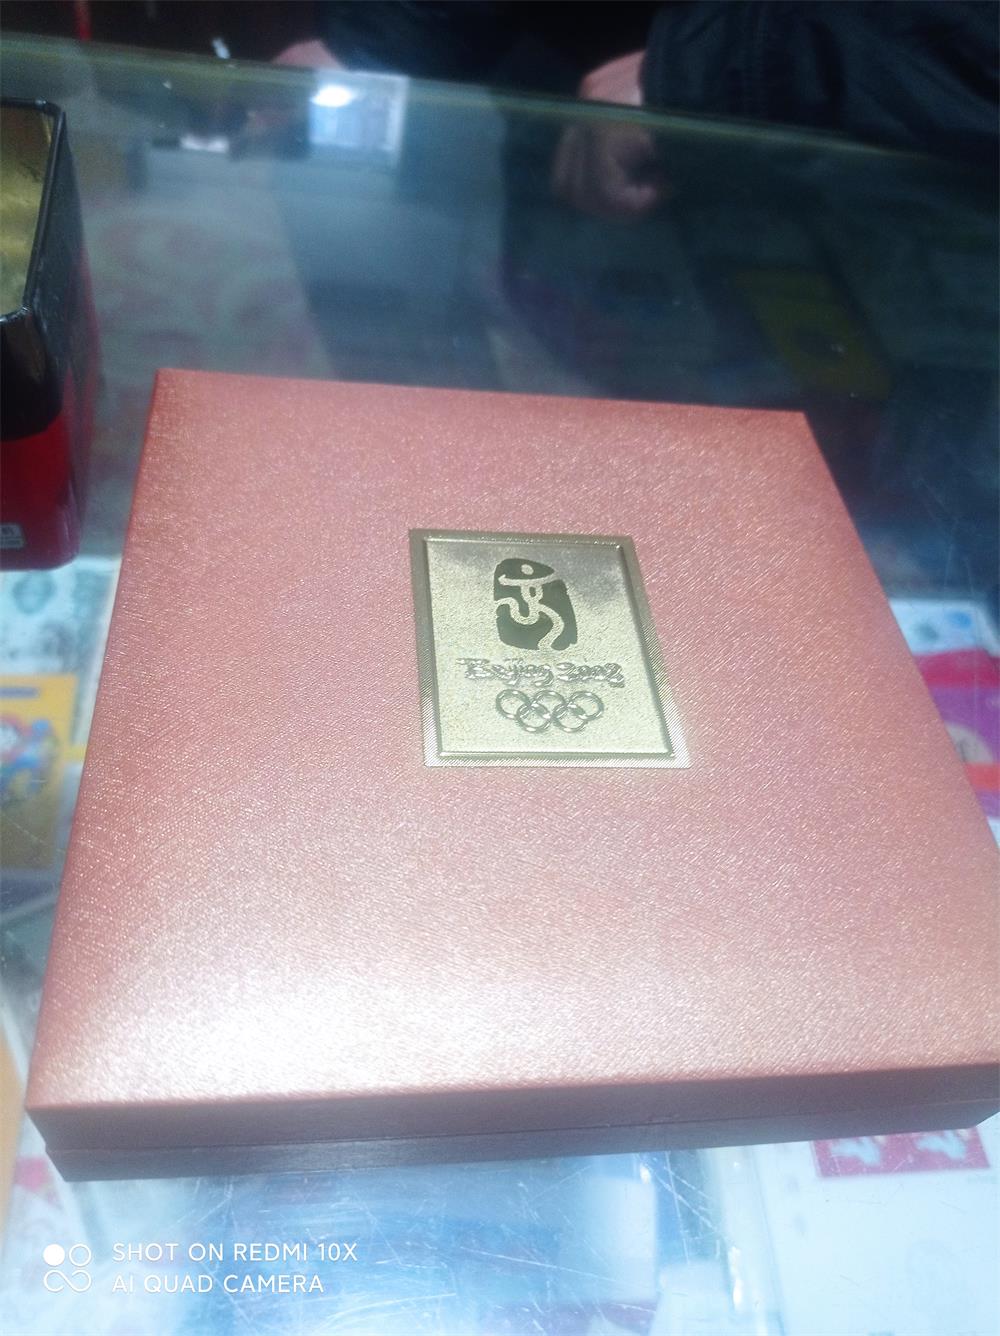 Beijing 2008
SHOT ON REDMI 10X
AI QUAD CAMERA